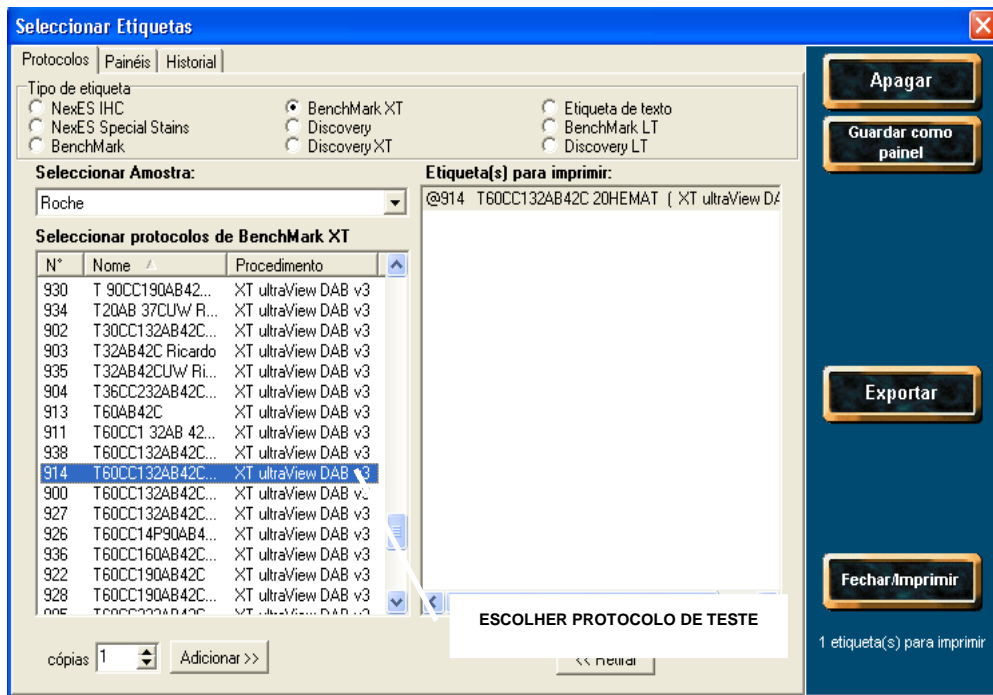 Seleccionar Etiquetas
Protocolos Painéis Historial
Tipo de etiqueta
NexES IHC BenchMark XT Etiqueta de texto
NexES Special Stains Discovery BenchMark LT
BenchMark Discovery XT Discovery LT
Seleccionar Amostra: Etiqueta(s) para imprimir:
Roche @914 T60CC132AB42C 20HEMAT ( XT ultraView DA
Seleccionar protocolos de BenchMark XT
N° Nome Procedimento
930 T 90CC190AB42... XT ultraView DAB v3
934 T20AB 37CUW R... XT ultraView DAB v3
902 T30CC132AB42C... XT ultraView DAB v3
903 T32AB42C Ricardo XT ultraView DAB v3
935 T32AB42CUW Ri... XT ultraView DAB v3
904 T36CC232AB42C... XT ultraView DAB v3
913 T60AB42C XT ultraView DAB v3
911 T60CC1 32AB 42... XT ultraView DAB v3
938 T60CC132AB42C... XT ultraView DAB v3
914 T60CC132AB42C... XT ultraView DAB v3
900 T60CC132AB42C... XT ultraView DAB
927 T60CC132AB42C... XT ultraView DAB v3
926 T60CC14P90AB4... XT ultraView DAB v3
936 T60CC160AB42C... XT ultraView DAB v3
922 T60CC190AB42C XT ultraView DAB v3
928 T60CC190AB42C... XT ultraView DAB v3
ESCOLHER PROTOCOLO DE TESTE
cópias 1 Adicionar >> << Retirar
Apagar
Guardar como
painel
Exportar
Fechar/Imprimir
1 etiqueta(s) para imprimir